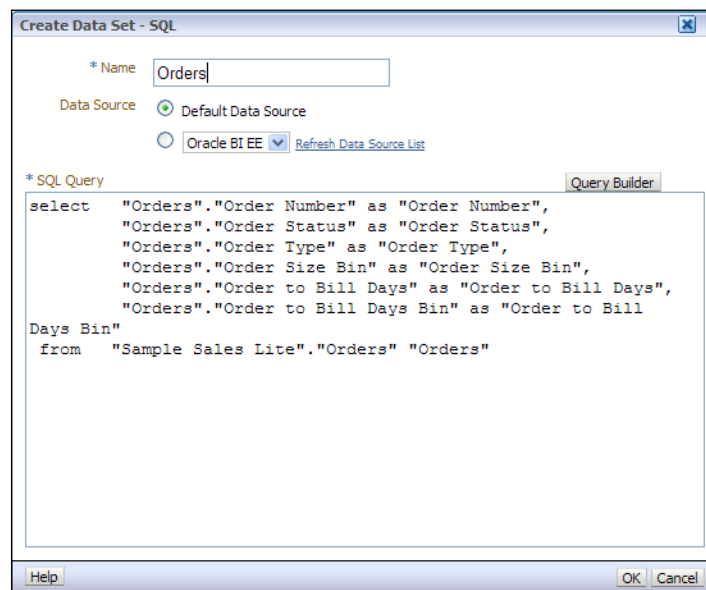 Create Data Set - SQL
* Name Orders
Data Source Default Data Source
Oracle BI EE Refresh Data Source List
* SQL Query Query Builder
select "Orders"."Order Number" as "Order Number",
"Orders"."Order Status" as "Order Status",
"Orders"."Order Type" as "Order Type",
"Orders"."Order Size Bin" as "Order Size Bin",
"Orders"."Order to Bill Days" as "Order to Bill Days",
"Orders"."Order to Bill Days Bin" as "Order to Bill
Days Bin"
from "Sample Sales Lite"."Orders" "Orders"
Help OK Cancel